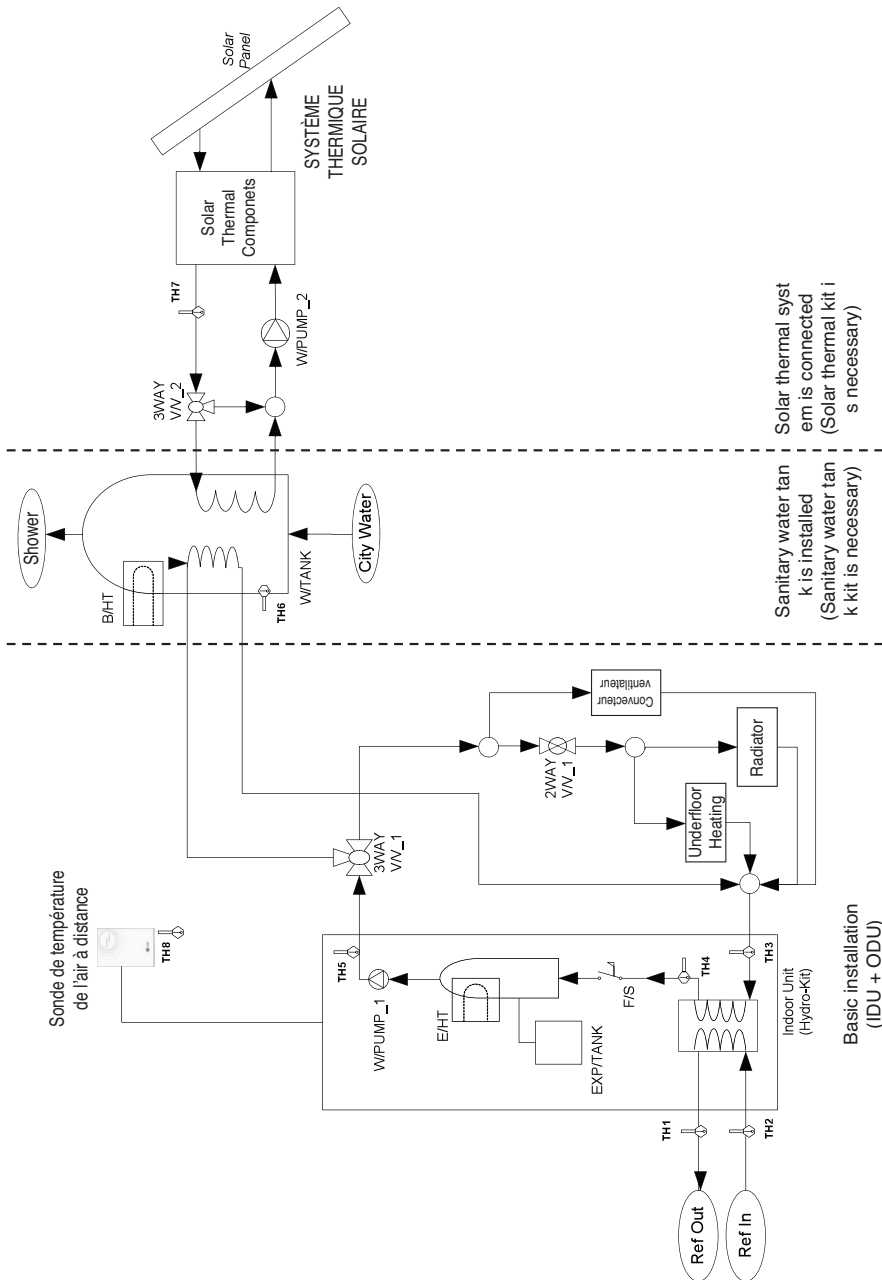 Solar
Panel
SYSTÈME
THERMIQUE
SOLAIRE
Solar
Thermal
Componets
TH7
3WAY
V/V_2
W/PUMP_2
Solar thermal syst
em is connected
(Solar thermal kit i
s necessary)
Shower
B/HT
TH6
W/TANK
City Water
Sanitary water tan
k is installed
(Sanitary water tan
k kit is necessary)
Sonde de température
de l'air à distance
TH8
3WAY
V/V_1
2WAY
V/V_1
Convecteur
ventilateur
Radiator
Underfloor
Heating
TH5
W/PUMP_1
E/HT
EXP/TANK
F/S
TH4
TH3
Indoor Unit
(Hydro-Kit)
TH1
TH2
Ref Out
Ref In
Basic installation
(IDU + ODU)